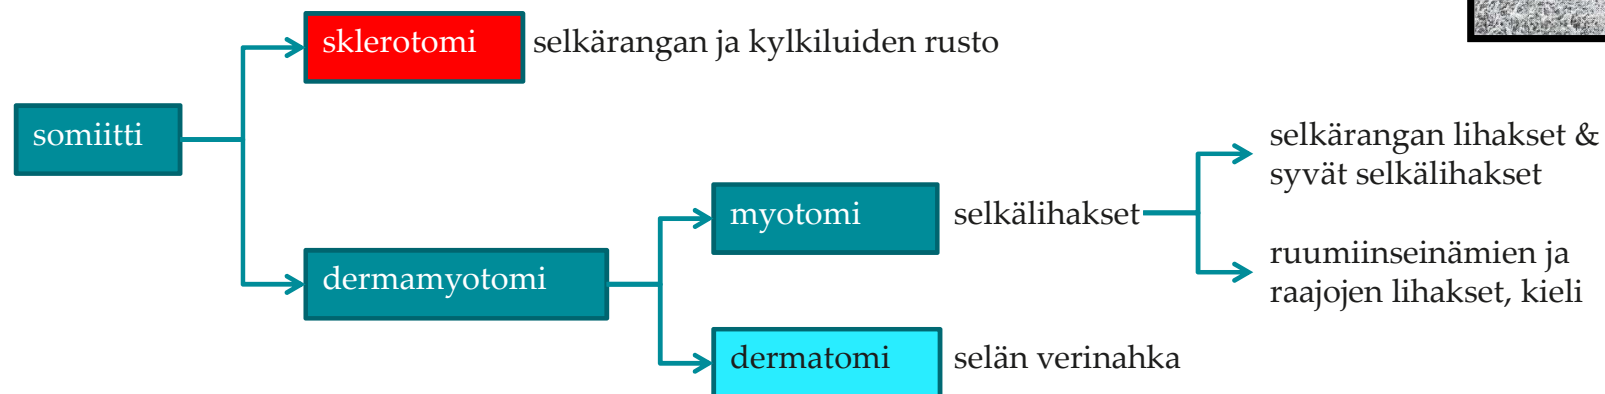 sklerotomi
selkärangan ja kylkiluiden rusto
somiitti
selkärangan lihakset &
syvät selkälihakset
myotomi
selkälihakset
dermamyotomi
ruumiinseinämien ja
raajojen lihakset, kieli
dermatomi
selän verinahka